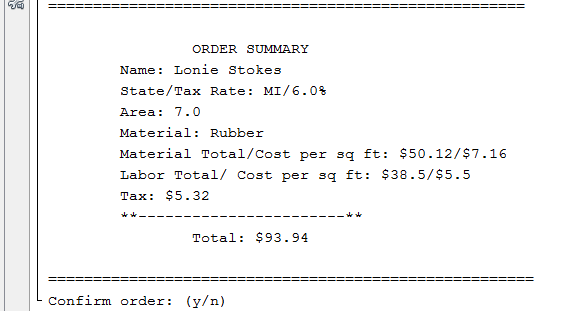 =====================================================
ORDER SUMMARY
Name: Lonie Stokes
State/Tax Rate: MI/6.0%
Area: 7.0
Material: Rubber
Material Total/Cost per sq ft: $50.12/$7.16
Labor Total/ Cost per sq ft: $38.5/$5.5
Tax: $5.32
**-----------------------**
Total: $93.94
======================================================
Confirm order: (y/n)